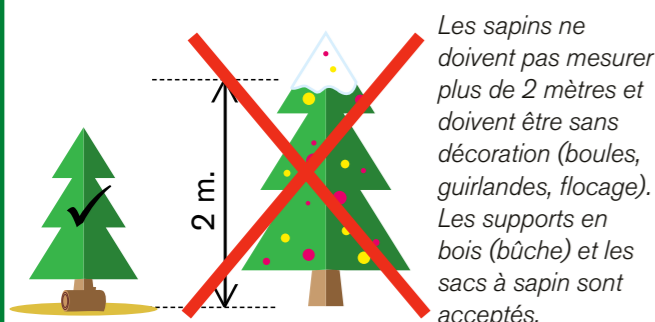 2 m.
Les sapins ne
doivent pas mesurer
plus de 2 mètres et
doivent être sans
décoration (boules,
guirlandes, flocage).
Les supports en
bois (bûche) et les
sacs à sapin sont
acceptés.